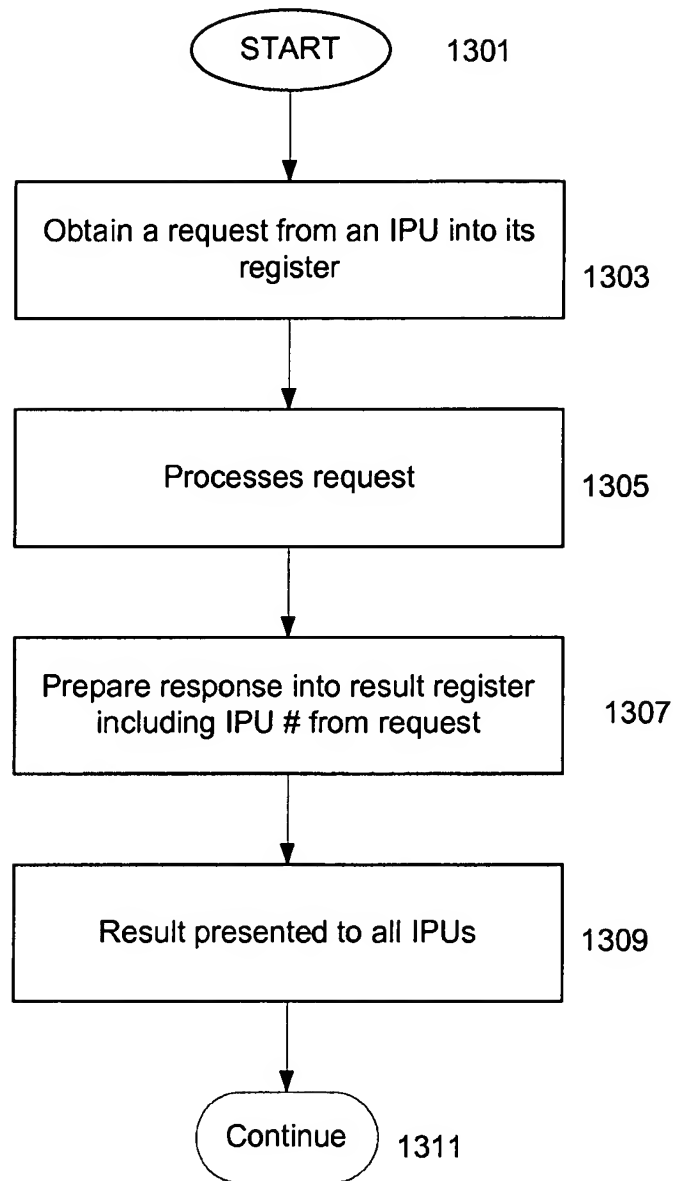 START 1301
Obtain a request from an IPU into its
register
1303
Processes request
1305
Prepare response into result register
including IPU # from request
1307
Result presented to all IPUs
1309
Continue 1311